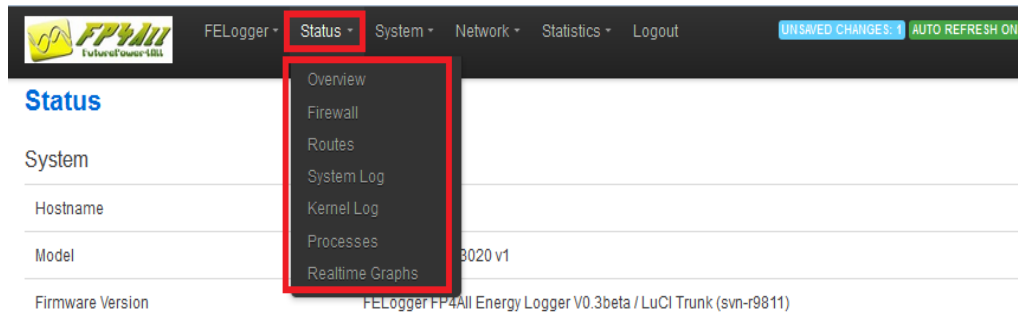 FP4All
FuturePower4All
FELogger Status System Network Statistics Logout UNSAVED CHANGES: 1 AUTO REFRESH ON
Overview
Firewall
Routes
System Log
Kernel Log
Processes
Realtime Graphs
Status
System
Hostname
Model 3020 v1
Firmware Version FELogger FP4All Energy Logger V0.3beta / LuCI Trunk (svn-r9811)